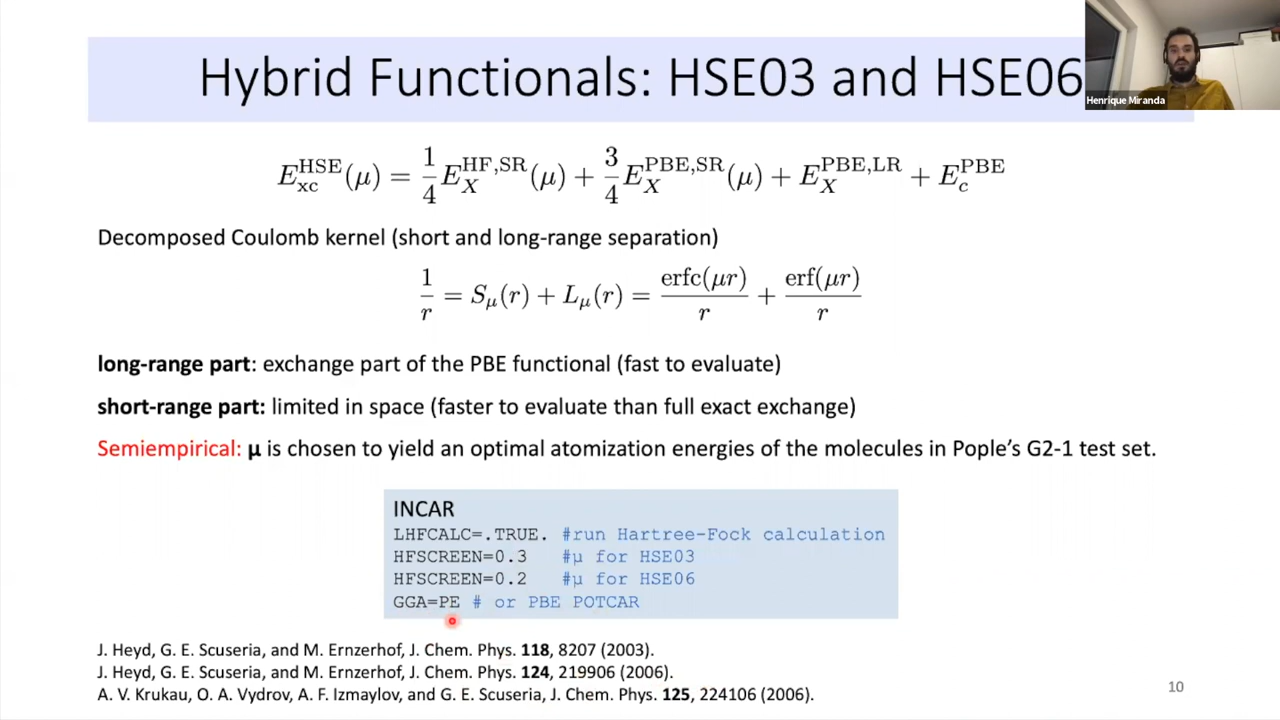 Hybrid Functionals: HSE03 and HSE06
Henrique Miranda
E_xc^HSE(μ) = 1/4 E_X^HF,SR(μ) + 3/4 E_X^PBE,SR(μ) + E_X^PBE,LR + E_c^PBE
Decomposed Coulomb kernel (short and long-range separation)
1/r = S_μ(r) + L_μ(r) = erfc(μr)/r + erf(μr)/r
long-range part: exchange part of the PBE functional (fast to evaluate)
short-range part: limited in space (faster to evaluate than full exact exchange)
Semiempirical: μ is chosen to yield an optimal atomization energies of the molecules in Pople's G2-1 test set.
INCAR
LHFCALC=.TRUE. #run Hartree-Fock calculation
HFSCREEN=0.3 #μ for HSE03
HFSCREEN=0.2 #μ for HSE06
GGA=PE # or PBE POTCAR
J. Heyd, G. E. Scuseria, and M. Ernzerhof, J. Chem. Phys. 118, 8207 (2003).
J. Heyd, G. E. Scuseria, and M. Ernzerhof, J. Chem. Phys. 124, 219906 (2006).
A. V. Krukau, O. A. Vydrov, A. F. Izmaylov, and G. E. Scuseria, J. Chem. Phys. 125, 224106 (2006).
10